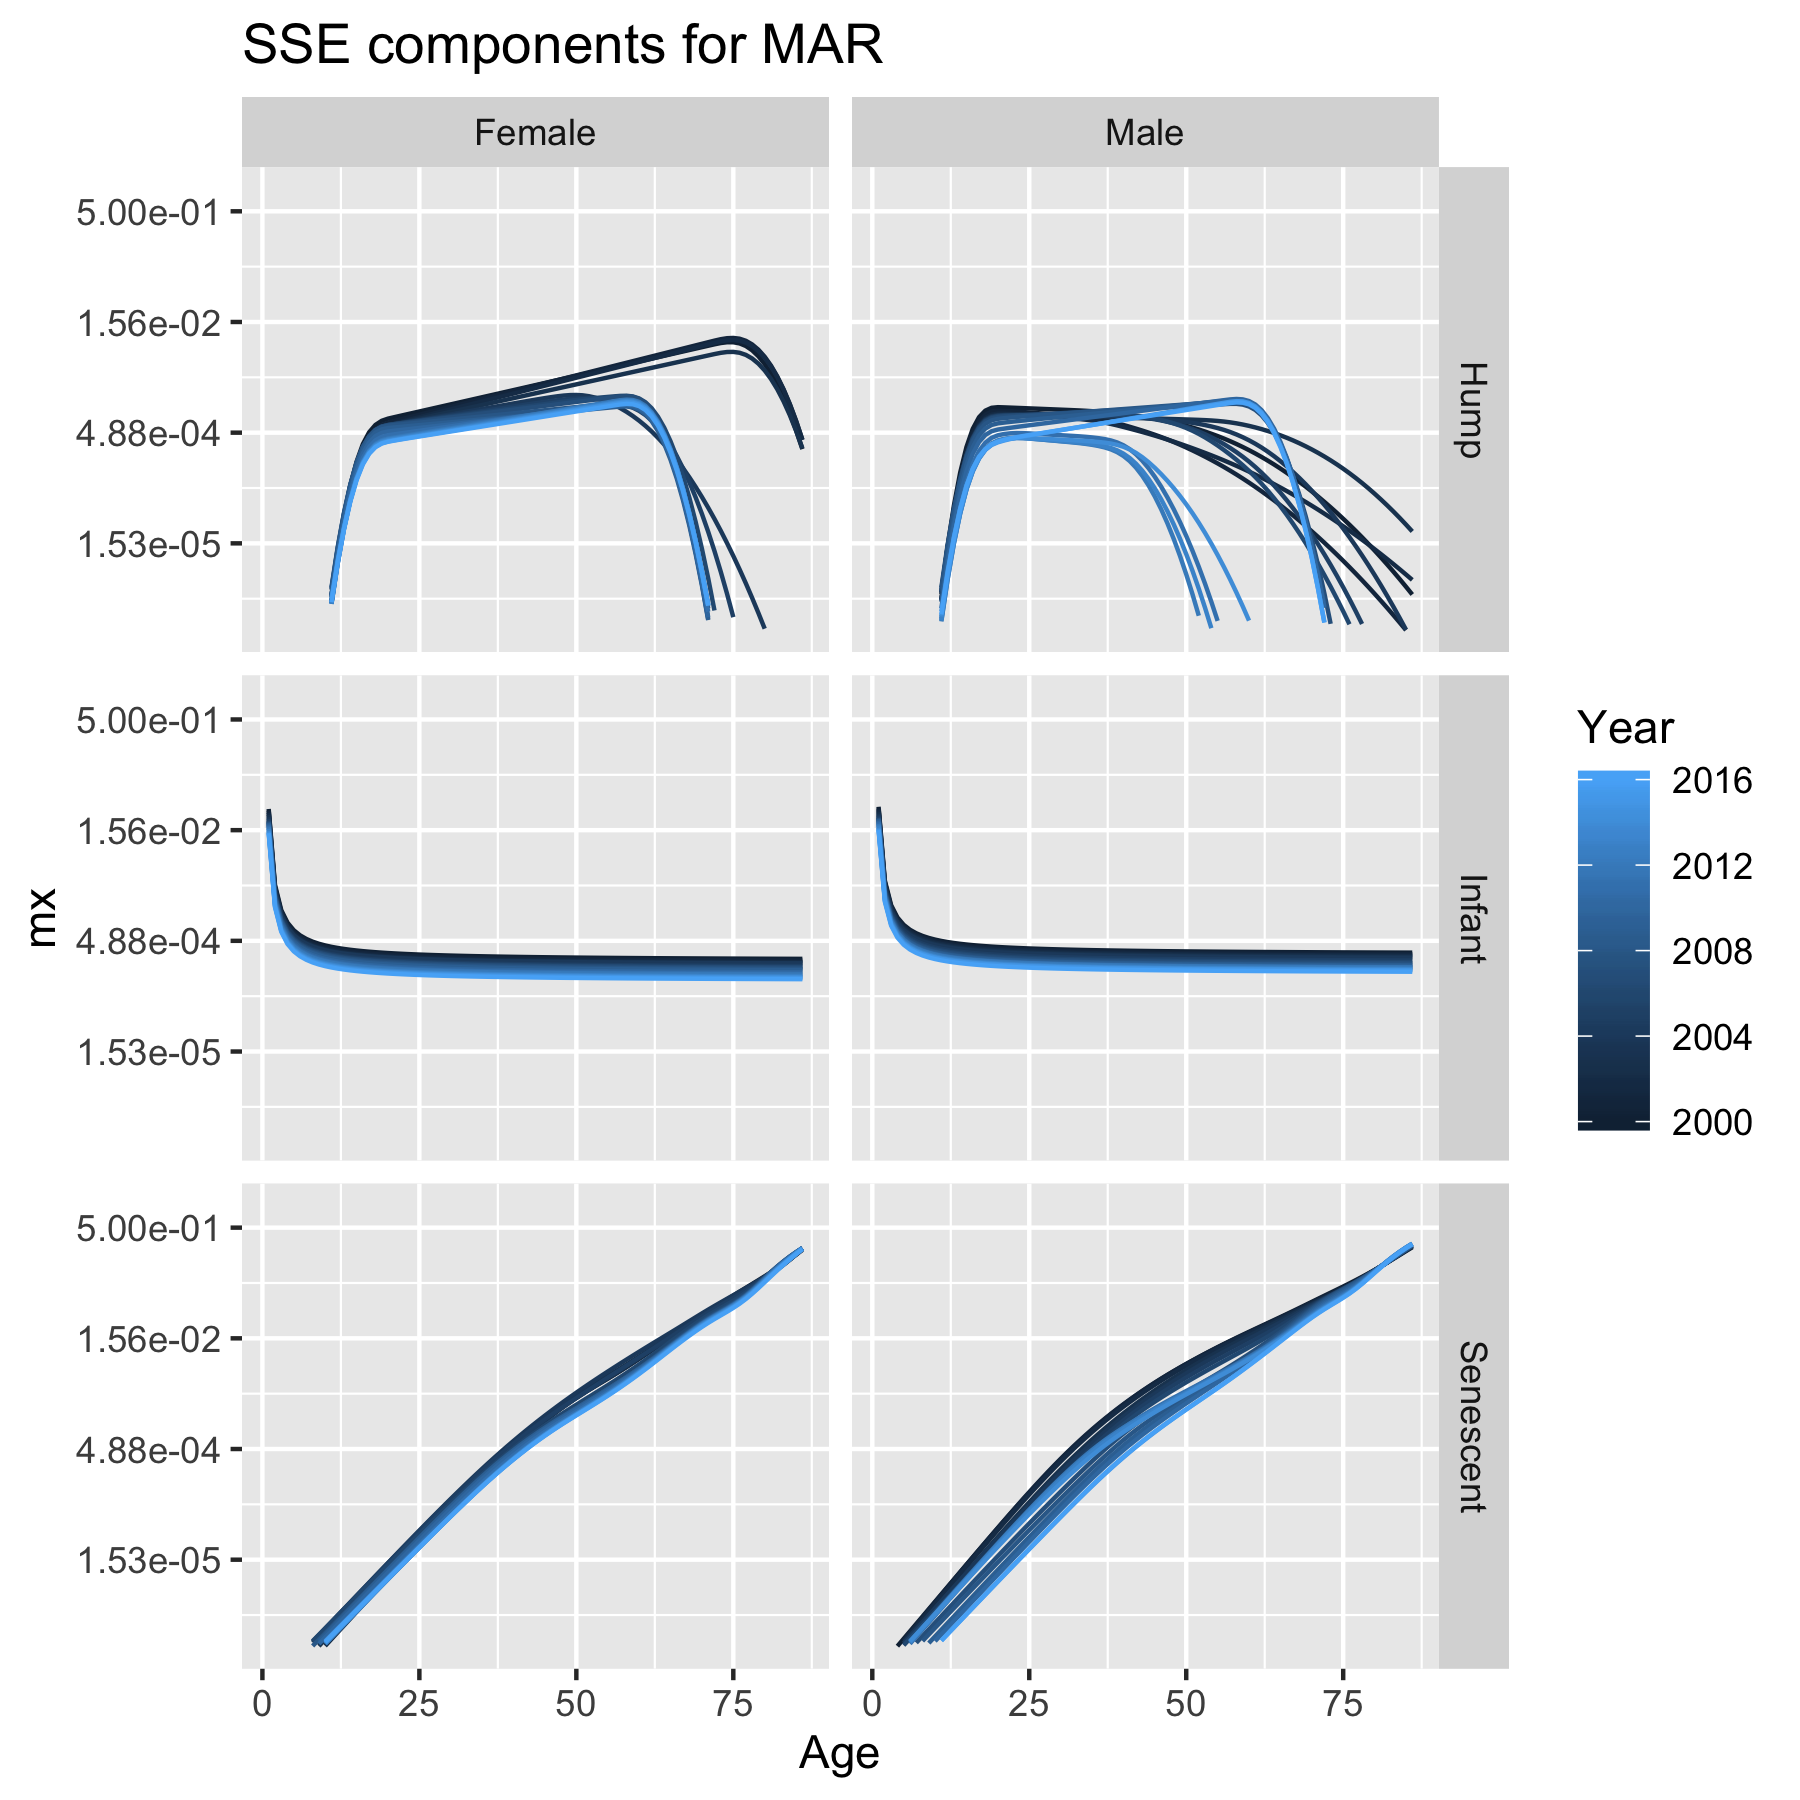 SSE components for MAR
Female
Male
5.00e-01
1.56e-02
4.88e-04
1.53e-05
Hump
5.00e-01
1.56e-02
4.88e-04
1.53e-05
Infant
5.00e-01
1.56e-02
4.88e-04
1.53e-05
Senescent
mx
0 25 50 75
0 25 50 75
Age
Year
2016
2012
2008
2004
2000